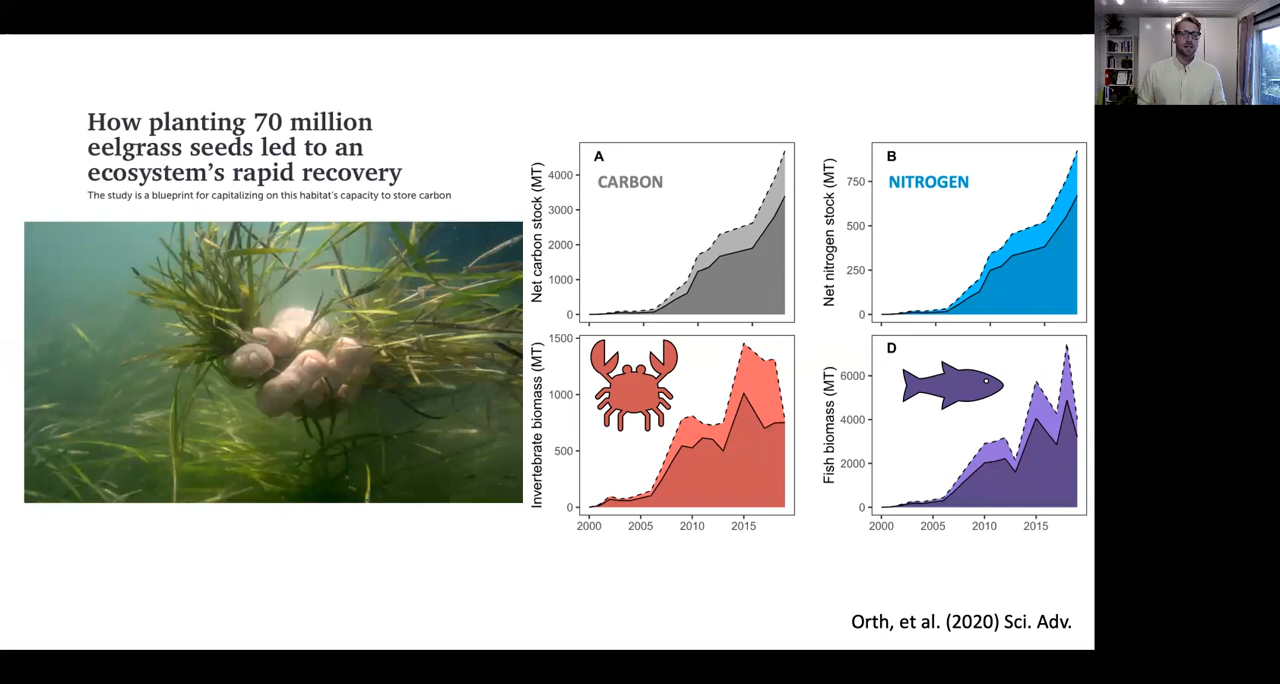 How planting 70 million
eelgrass seeds led to an
ecosystem's rapid recovery
The study is a blueprint for capitalizing on this habitat's capacity to store carbon
A
CARBON
Net carbon stock (MT)
4000
3000
2000
1000
0
B
NITROGEN
Net nitrogen stock (MT)
750
500
250
0
Invertebrate biomass (MT)
1500
1000
500
0
2000 2005 2010 2015
D
Fish biomass (MT)
6000
4000
2000
0
2000 2005 2010 2015
Orth, et al. (2020) Sci. Adv.